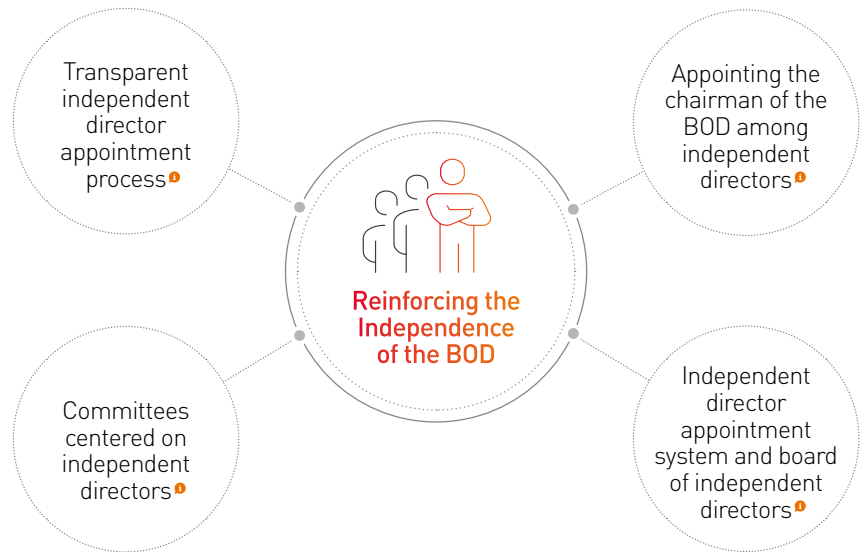 Transparent
independent
director
appointment
process
Appointing the
chairman of the
BOD among
independent
directors
Reinforcing the
Independence
of the BOD
Committees
centered on
independent
directors
Independent
director
appointment
system and board
of independent
directors